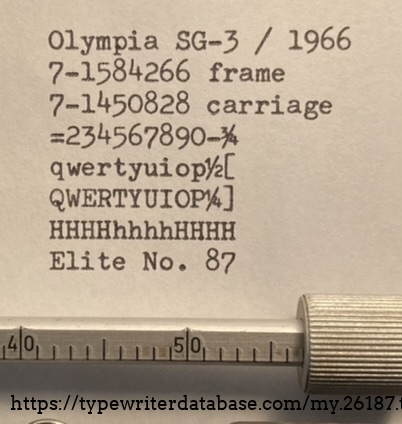 Olympia SG-3 / 1966
7-1584266 frame
7-1450828 carriage
=234567890-¾
qwertyuiop½[
QWERTYUIOP¼]
HHHHhhhhHHHH
Elite No. 87
40 50
https://typewriterdatabase.com/my.26187.t